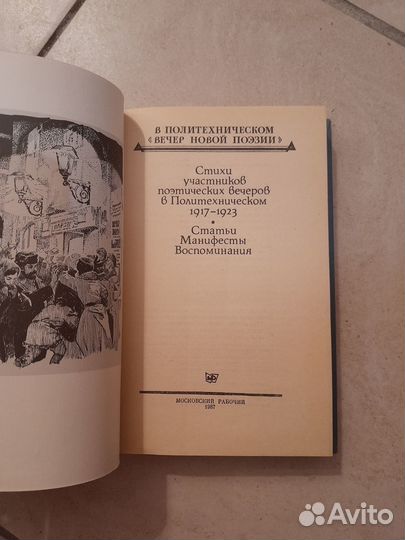 В ПОЛИТЕХНИЧЕСКОМ
«ВЕЧЕР НОВОЙ ПОЭЗИИ»
Стихи
участников
поэтических вечеров
в Политехническом
1917–1923
•
Статьи
Манифесты
Воспоминания
МОСКОВСКИЙ РАБОЧИЙ
1987
Avito